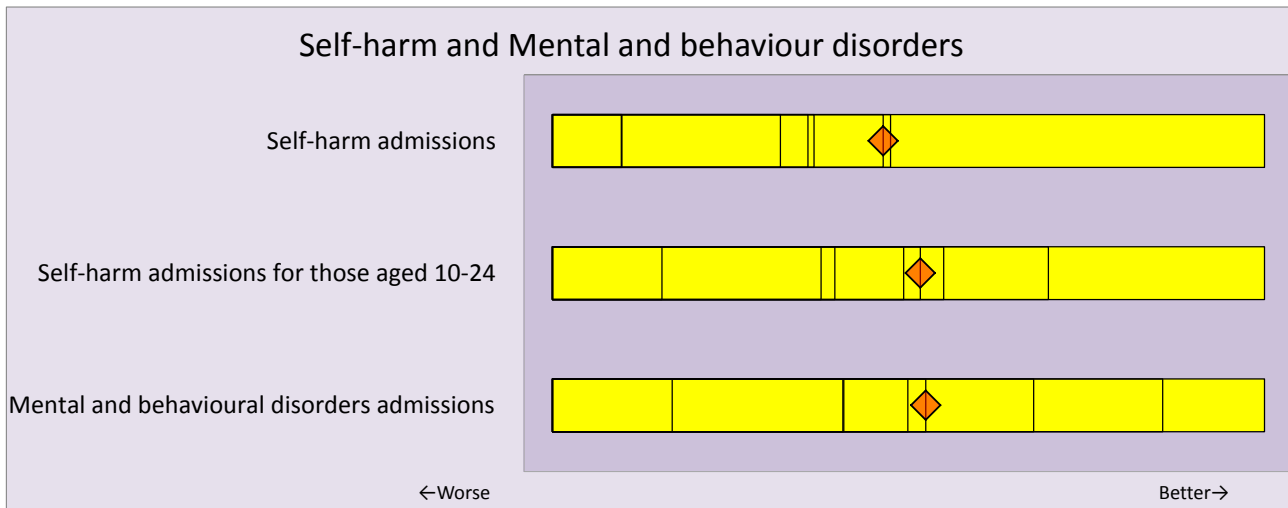 Self-harm and Mental and behaviour disorders
Self-harm admissions
Self-harm admissions for those aged 10-24
Mental and behavioural disorders admissions
←Worse
Better→